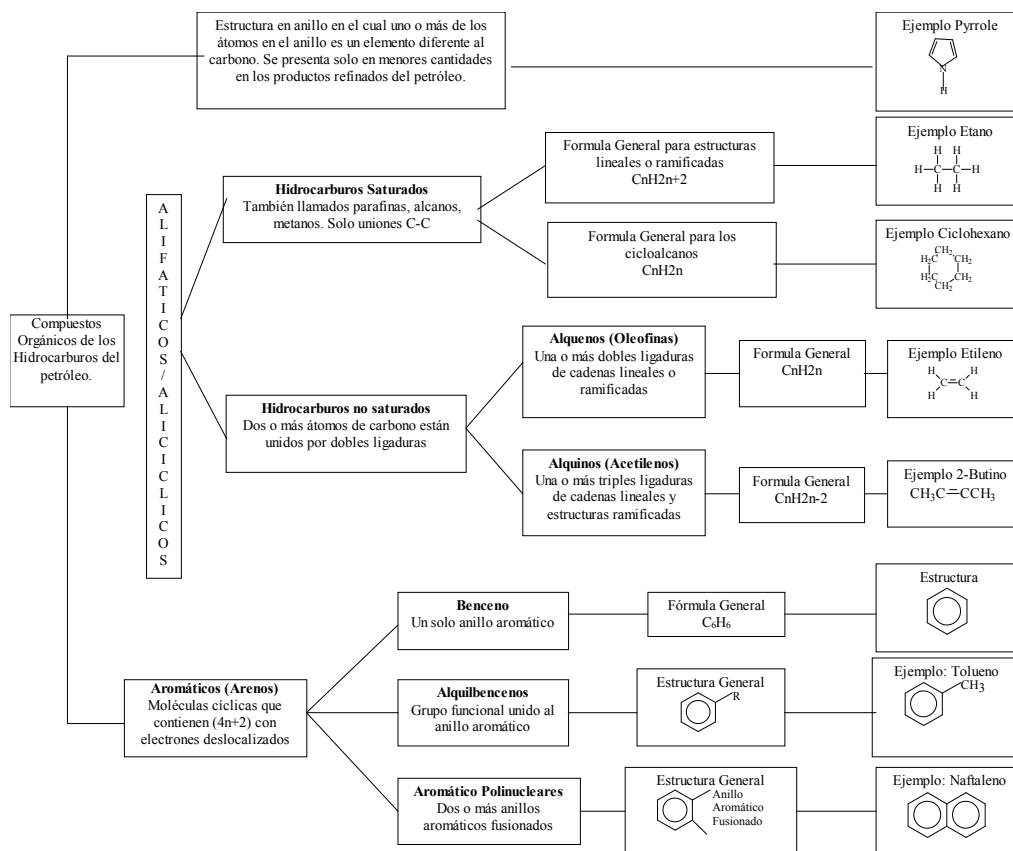 Estructura en anillo en el cual uno o más de los
átomos en el anillo es un elemento diferente al
carbono. Se presenta solo en menores cantidades
en los productos refinados del petróleo.
Ejemplo Pyrrole
N
H
Compuestos
Orgánicos de los
Hidrocarburos del
petróleo.
A
L
I
F
A
T
I
C
O
S
/
A
L
I
C
I
C
L
I
C
O
S
Hidrocarburos Saturados
También llamados parafinas, alcanos,
metanos. Solo uniones C-C
Formula General para estructuras
lineales o ramificadas
CnH2n+2
Ejemplo Etano
H H
H–C–C–H
H H
Formula General para los
cicloalcanos
CnH2n
Ejemplo Ciclohexano
CH2
H2C CH2
H2C CH2
CH2
Hidrocarburos no saturados
Dos o más átomos de carbono están
unidos por dobles ligaduras
Alquenos (Oleofinas)
Una o más dobles ligaduras
de cadenas lineales o
ramificadas
Formula General
CnH2n
Ejemplo Etileno
H H
C=C
H H
Alquinos (Acetilenos)
Una o más triples ligaduras
de cadenas lineales y
estructuras ramificadas
Formula General
CnH2n-2
Ejemplo 2-Butino
CH3C=CCH3
Aromáticos (Arenos)
Moléculas cíclicas que
contienen (4n+2) con
electrones deslocalizados
Benceno
Un solo anillo aromático
Fórmula General
C6H6
Estructura
Alquilbencenos
Grupo funcional unido al
anillo aromático
Estructura General
R
Ejemplo: Tolueno
CH3
Aromático Polinucleares
Dos o más anillos
aromáticos fusionados
Estructura General
Anillo
Aromático
Fusionado
Ejemplo: Naftaleno